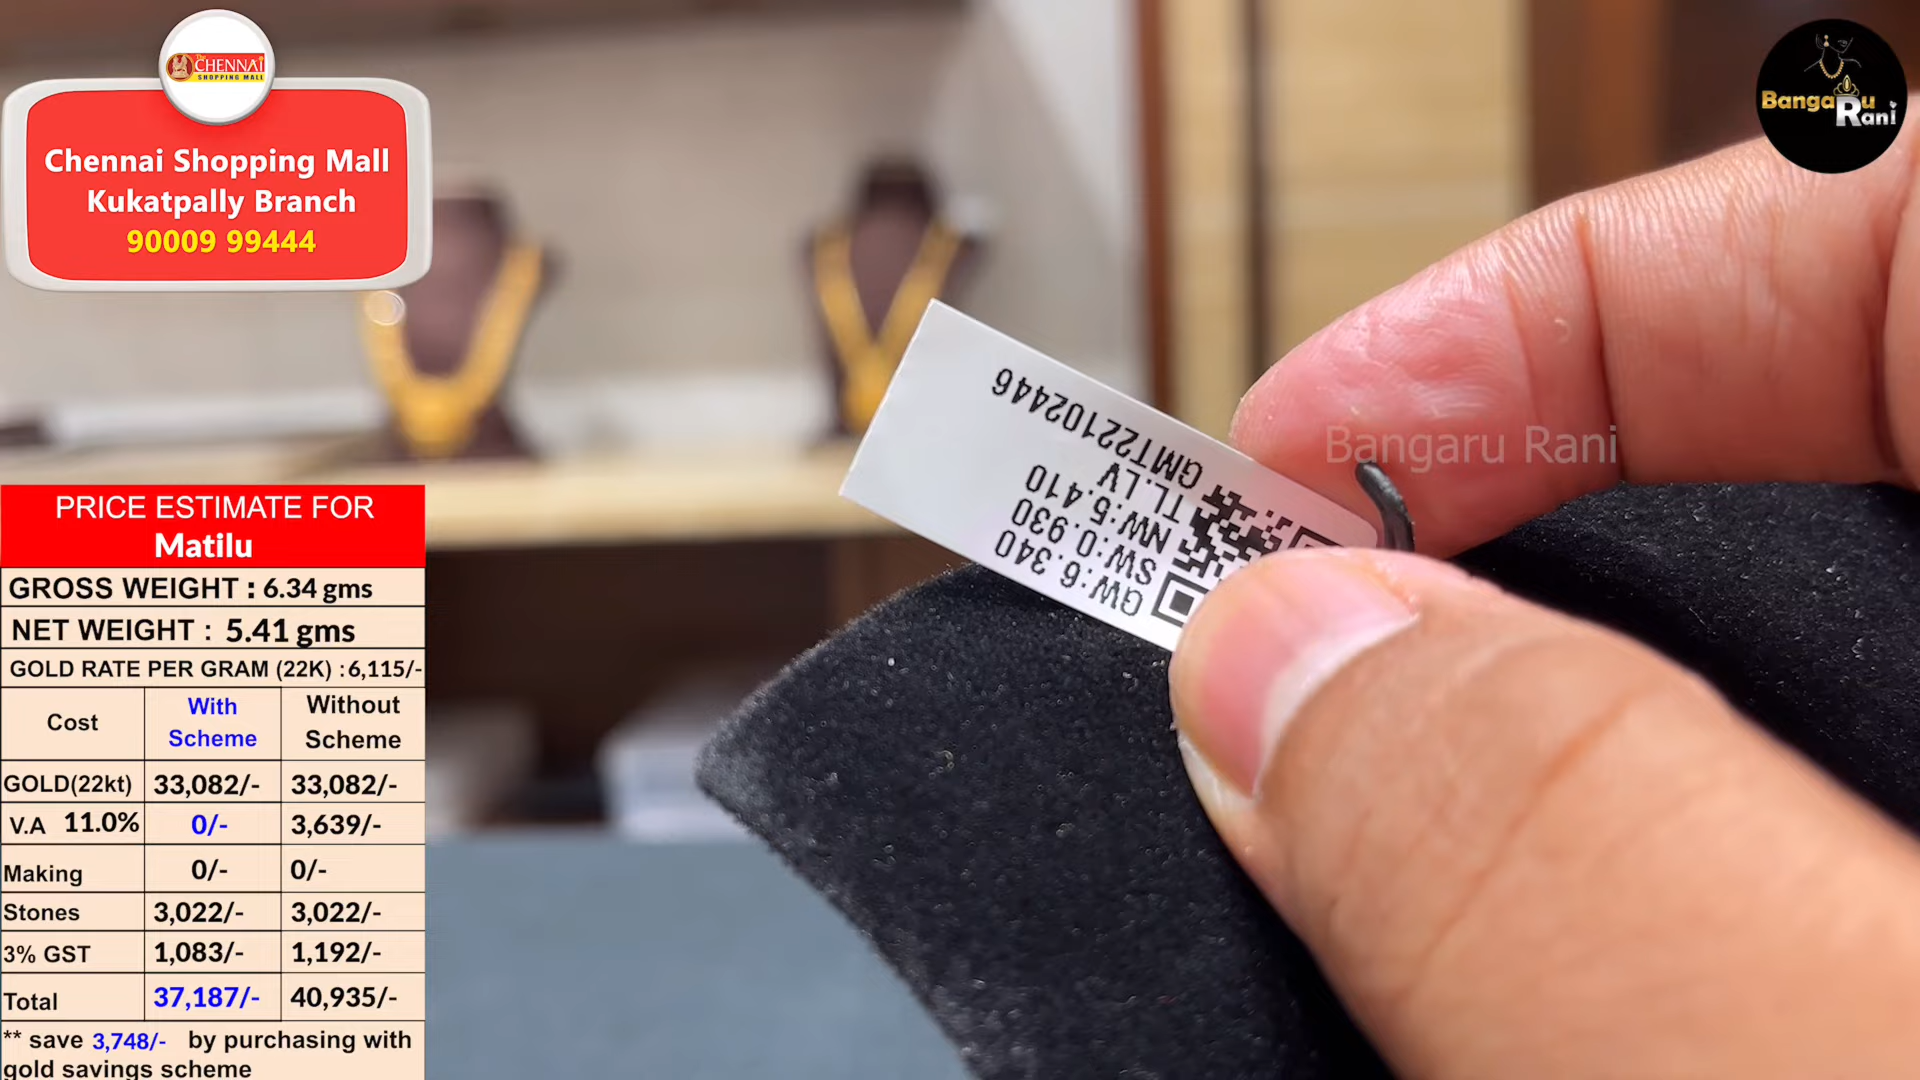 The
CHENNAI
SHOPPING MALL
Chennai Shopping Mall
Kukatpally Branch
90009 99444
Bangaru
Rani
GW:6.340
SW:0.930
NW:5.410
TL.LV
GMT22102446
Bangaru Rani
PRICE ESTIMATE FOR
Matilu
GROSS WEIGHT : 6.34 gms
NET WEIGHT : 5.41 gms
GOLD RATE PER GRAM (22K) : 6,115/-
Cost With Scheme Without Scheme
GOLD(22kt) 33,082/- 33,082/-
V.A 11.0% 0/- 3,639/-
Making 0/- 0/-
Stones 3,022/- 3,022/-
3% GST 1,083/- 1,192/-
Total 37,187/- 40,935/-
** save 3,748/- by purchasing with
gold savings scheme